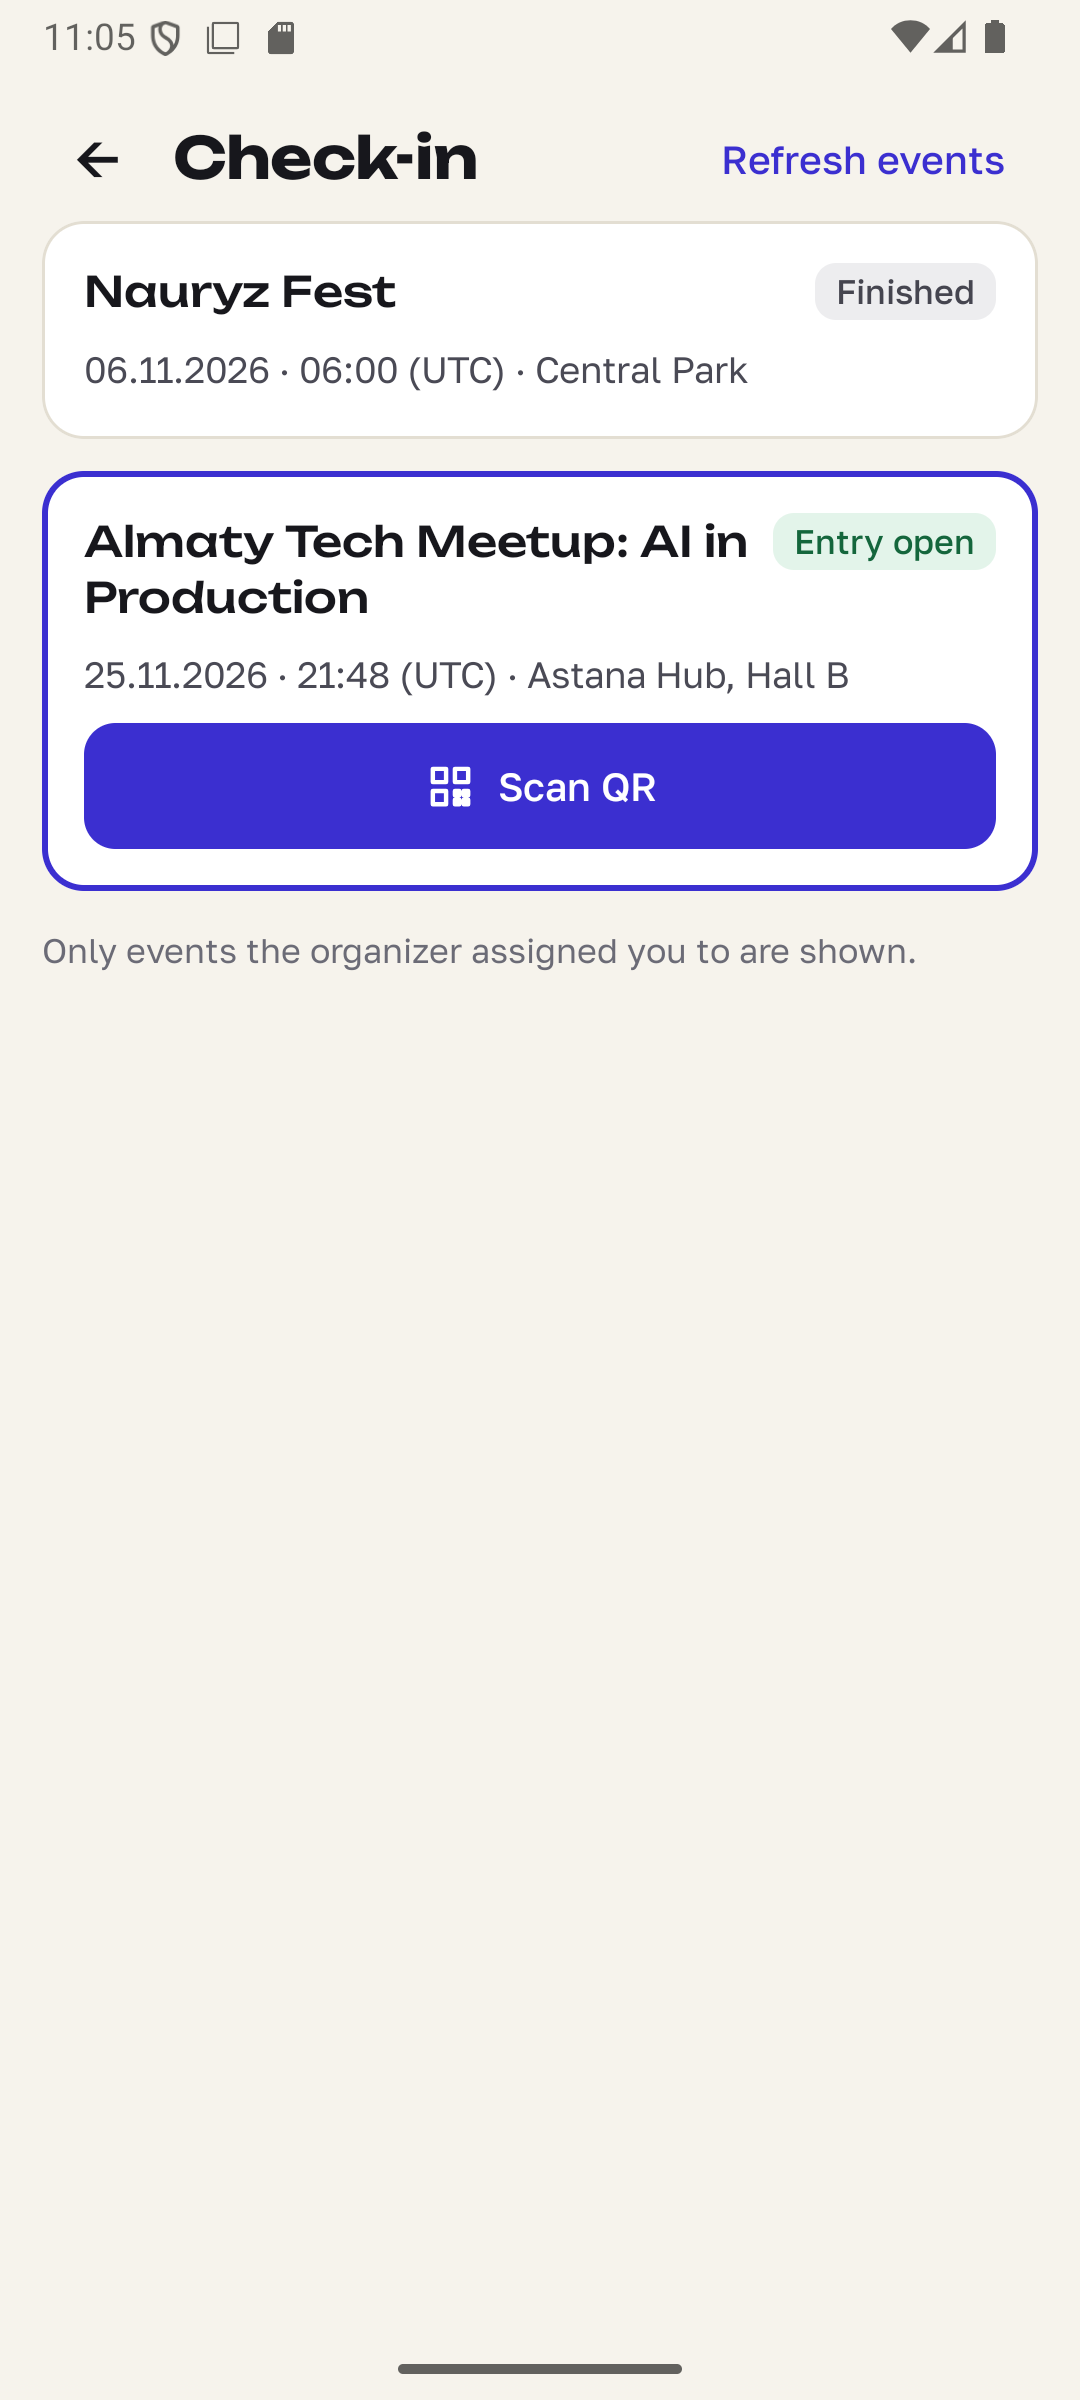 11:05
Check-in
Refresh events
Nauryz Fest
Finished
06.11.2026 · 06:00 (UTC) · Central Park
Almaty Tech Meetup: AI in
Production
Entry open
25.11.2026 · 21:48 (UTC) · Astana Hub, Hall B
Scan QR
Only events the organizer assigned you to are shown.